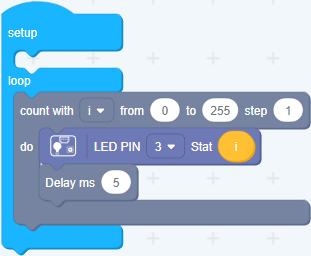 setup
loop
count with i from 0 to 255 step 1
do LED PIN 3 Stat i
Delay ms 5